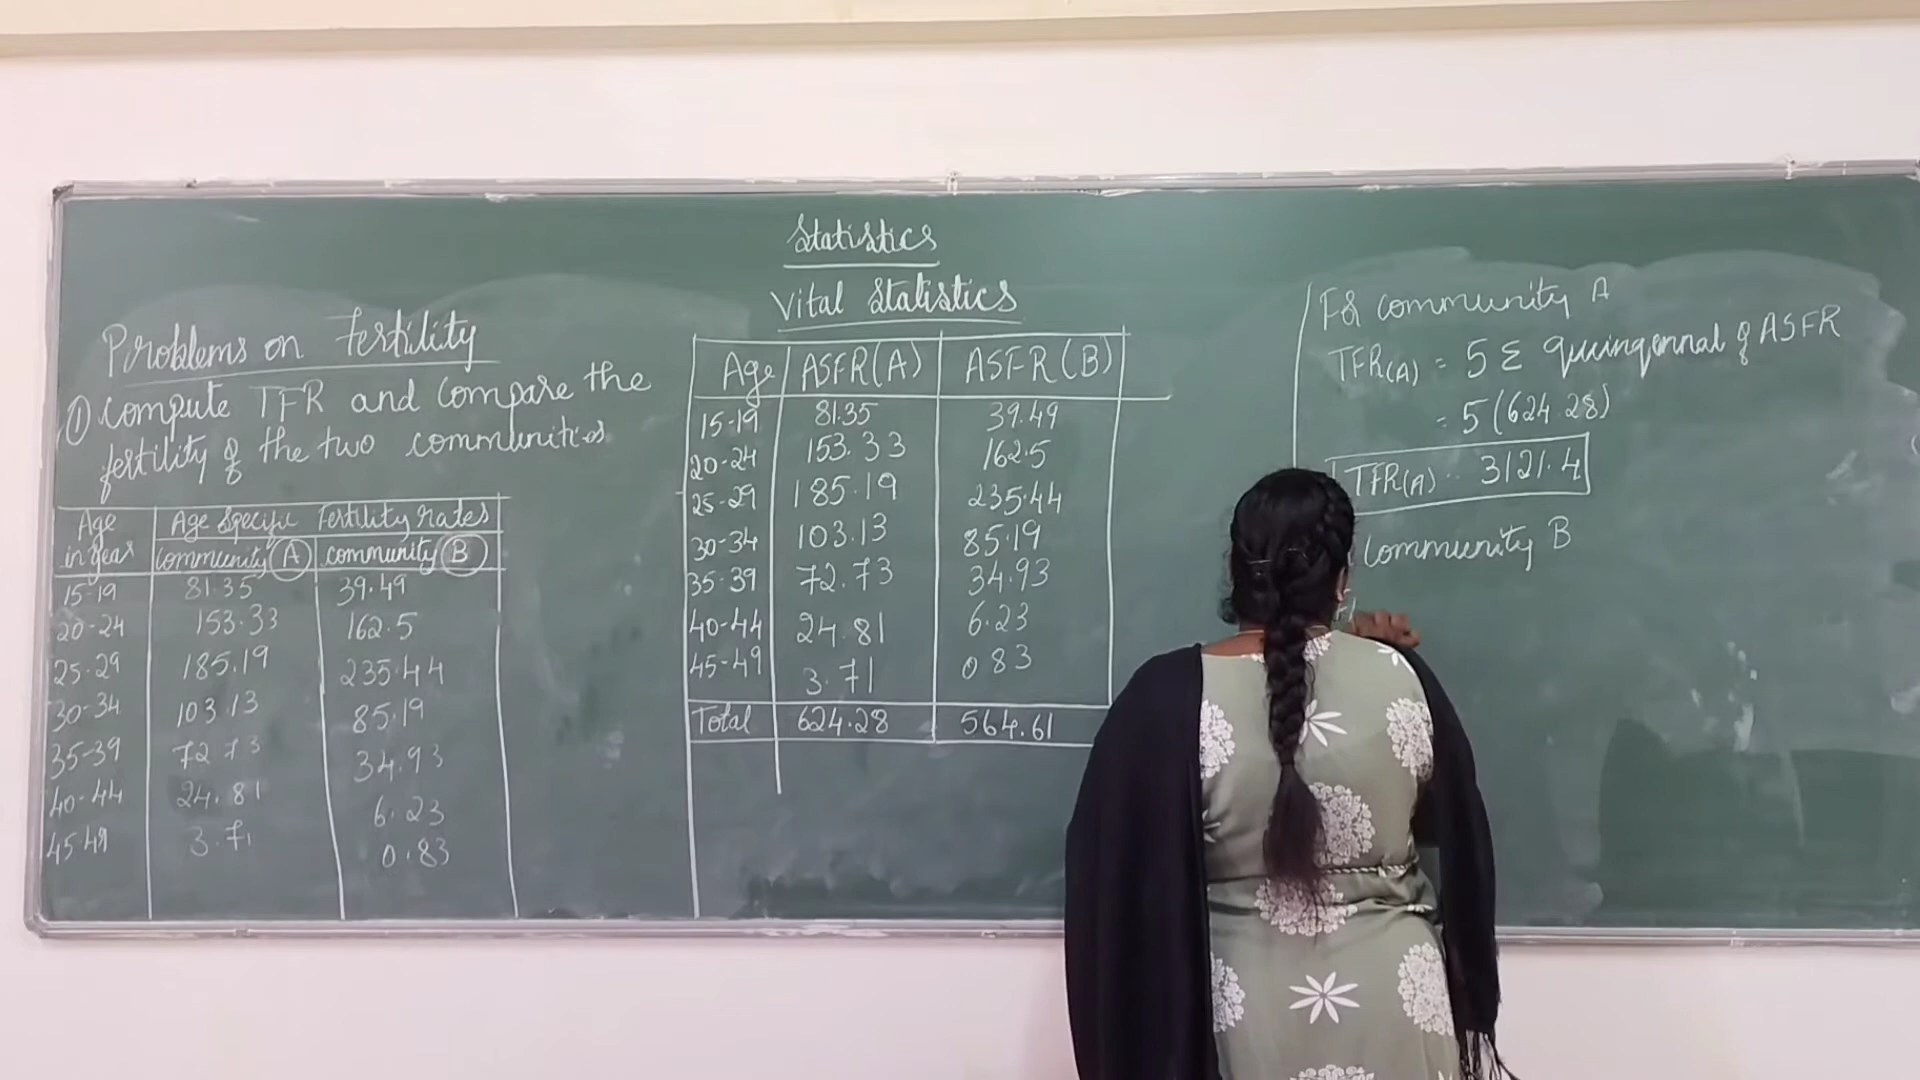 Statistics
Vital Statistics
Problems on Fertility
① compute TFR and compare the
fertility of the two communities
Age in year | Age Specific Fertility rates
community (A) | community (B)
15-19 81.35 39.49
20-24 153.33 162.5
25-29 185.19 235.44
30-34 103.13 85.19
35-39 72.73 34.93
40-44 24.81 6.23
45-49 3.71 0.83
Age ASFR(A) ASFR(B)
15-19 81.35 39.49
20-24 153.33 162.5
25-29 185.19 235.44
30-34 103.13 85.19
35-39 72.73 34.93
40-44 24.81 6.23
45-49 3.71 0 83
Total 624.28 564.61
For community A
TFR(A) = 5 Σ quinquennal of ASFR
= 5(624.28)
TFR(A) = 3121.4
community B